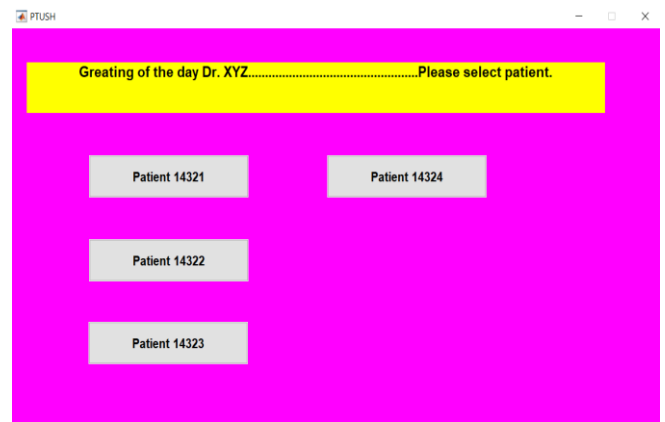 PTUSH
Greating of the day Dr. XYZ..................................................Please select patient.
Patient 14321
Patient 14324
Patient 14322
Patient 14323